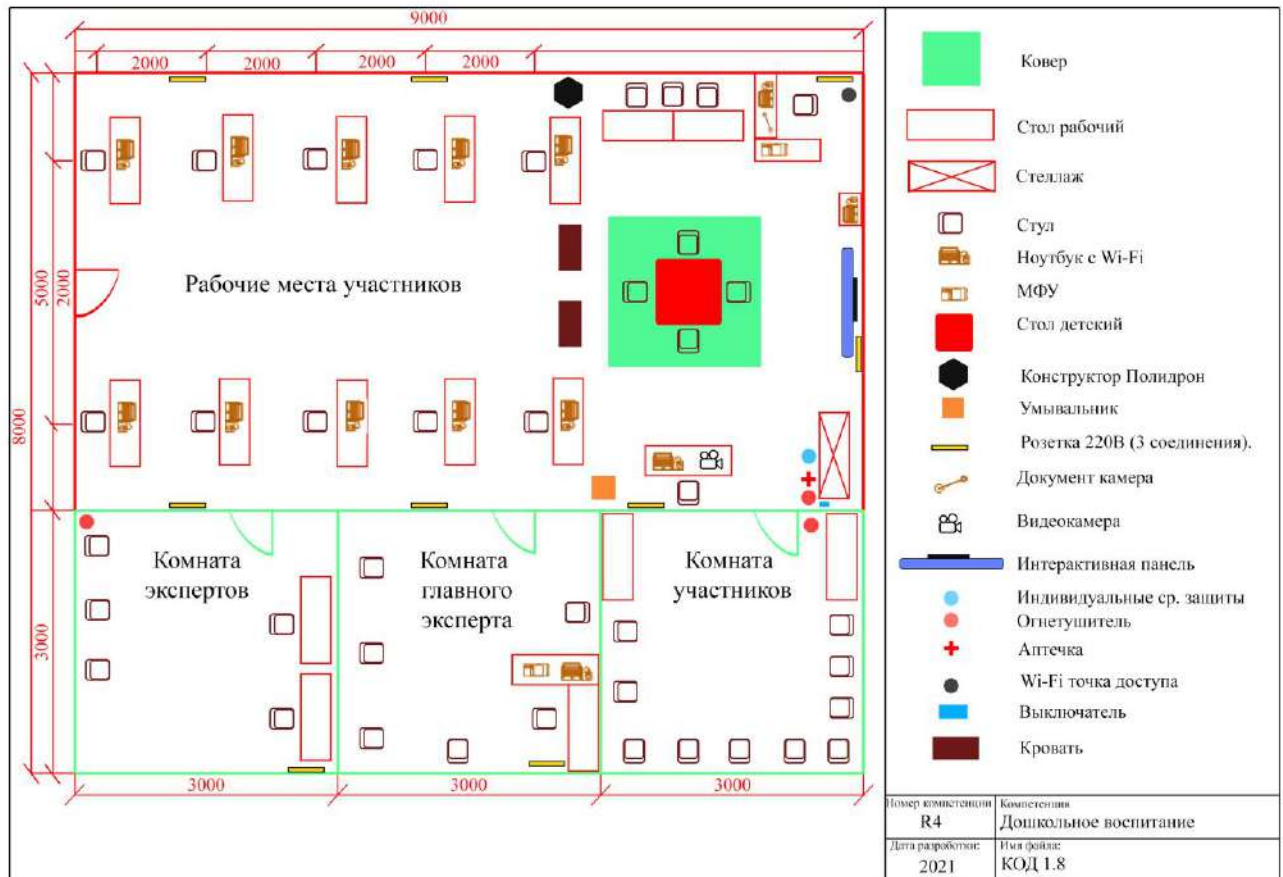 9000
2000
2000
2000
2000
5000
2000
8000
3000
Рабочие места участников
Комната
экспертов
Комната
главного
эксперта
Комната
участников
3000
3000
3000
Ковер
Стол рабочий
Стеллаж
Стул
Ноутбук с Wi-Fi
МФУ
Стол детский
Конструктор Полидрон
Умывальник
Розетка 220В (3 соединения).
Документ камера
Видеокамера
Интерактивная панель
Индивидуальные ср. защиты
Огнетушитель
Аптечка
Wi-Fi точка доступа
Выключатель
Кровать
Номер компетенции
R4
Компетенция
Дошкольное воспитание
Дата разработки:
2021
Имя файла:
КОД 1.8